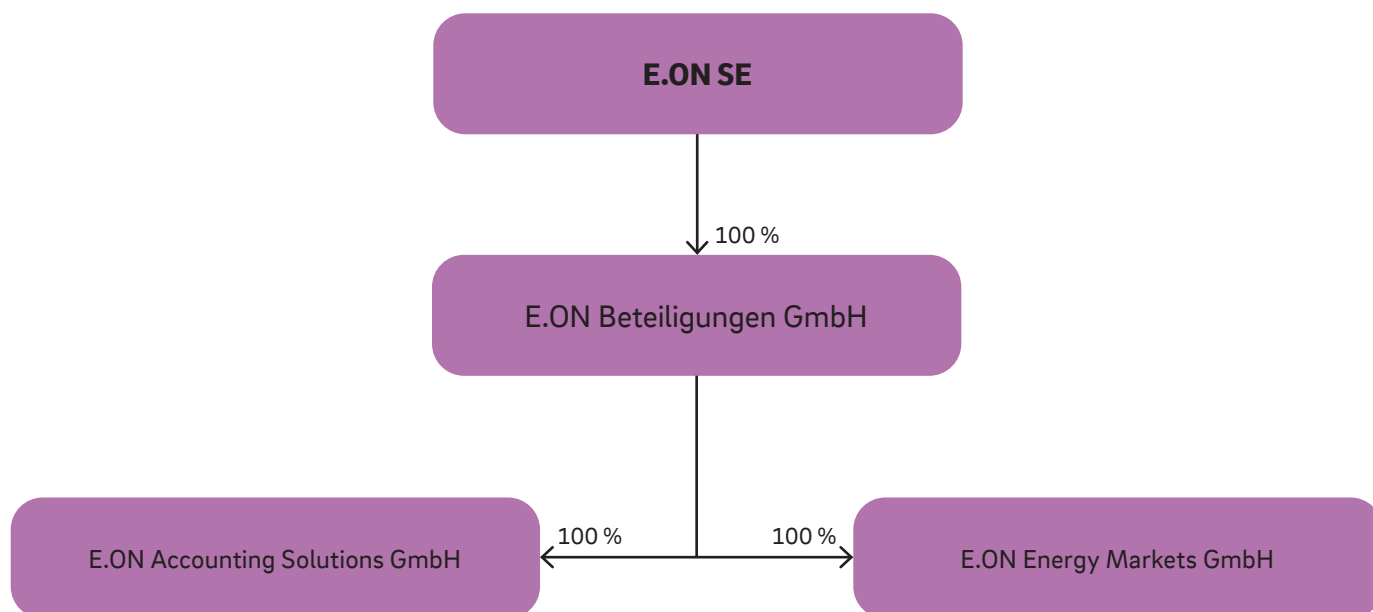 E.ON SE
100 %
E.ON Beteiligungen GmbH
100 %
100 %
E.ON Accounting Solutions GmbH
E.ON Energy Markets GmbH